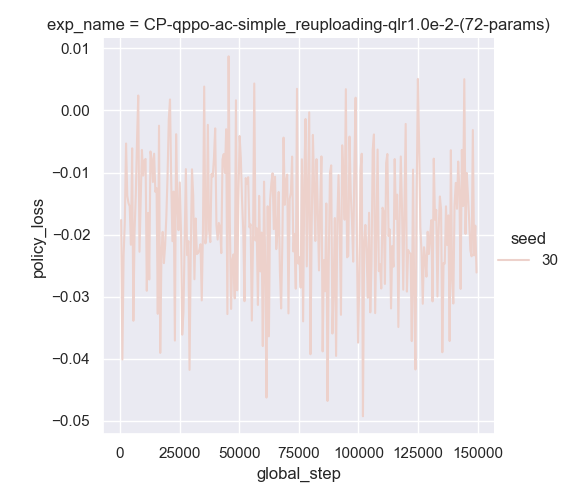 exp_name = CP-qppo-ac-simple_reuploading-qlr1.0e-2-(72-params)
0.01
0.00
−0.01
−0.02
−0.03
−0.04
−0.05
policy_loss
0 25000 50000 75000 100000 125000 150000
global_step
seed
30